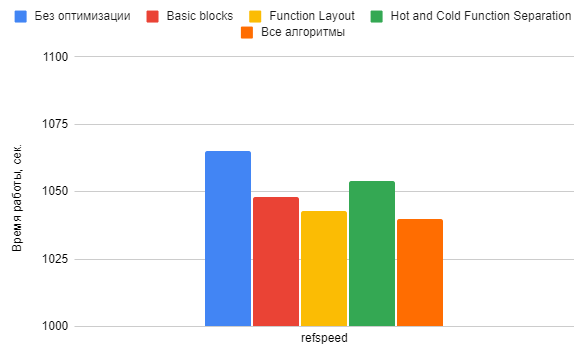 Без оптимизации Basic blocks Function Layout Hot and Cold Function Separation
Все алгоритмы
1100
1075
1050
1025
1000
Время работы, сек.
refspeed